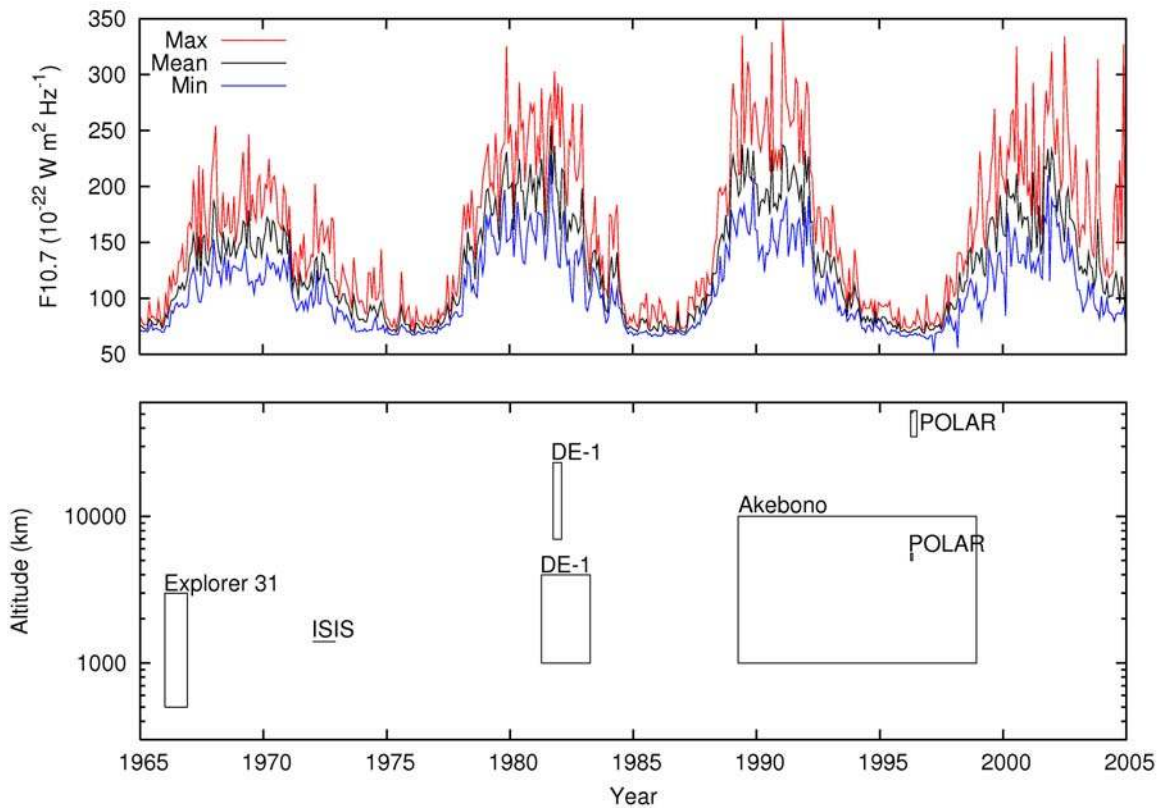 350
300
250
200
150
100
50
F10.7 (10⁻²² W m² Hz⁻¹)
Max
Mean
Min
10000
1000
Altitude (km)
POLAR
DE-1
Akebono
POLAR
DE-1
Explorer 31
ISIS
1965 1970 1975 1980 1985 1990 1995 2000 2005
Year